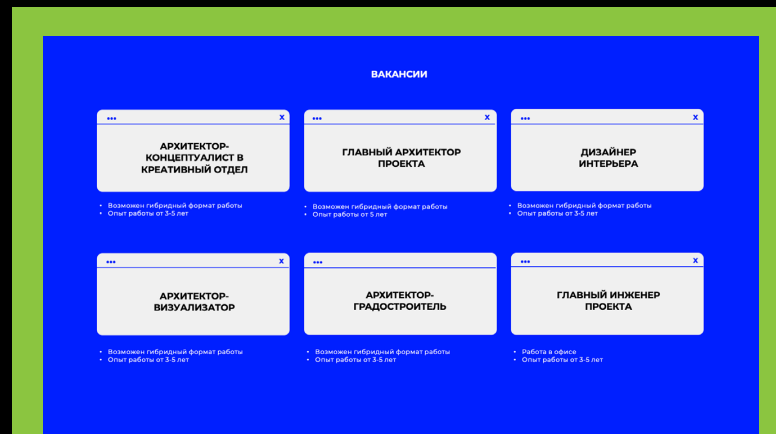 ВАКАНСИИ
... x
АРХИТЕКТОР-
КОНЦЕПТУАЛИСТ В
КРЕАТИВНЫЙ ОТДЕЛ
• Возможен гибридный формат работы
• Опыт работы от 3-5 лет
... x
ГЛАВНЫЙ АРХИТЕКТОР
ПРОЕКТА
• Возможен гибридный формат работы
• Опыт работы от 5 лет
... x
ДИЗАЙНЕР
ИНТЕРЬЕРА
• Возможен гибридный формат работы
• Опыт работы от 3-5 лет
... x
АРХИТЕКТОР-
ВИЗУАЛИЗАТОР
• Возможен гибридный формат работы
• Опыт работы от 3-5 лет
...
АРХИТЕКТОР-
ГРАДОСТРОИТЕЛЬ
• Возможен гибридный формат работы
• Опыт работы от 3-5 лет
... x
ГЛАВНЫЙ ИНЖЕНЕР
ПРОЕКТА
• Работа в офисе
• Опыт работы от 3-5 лет